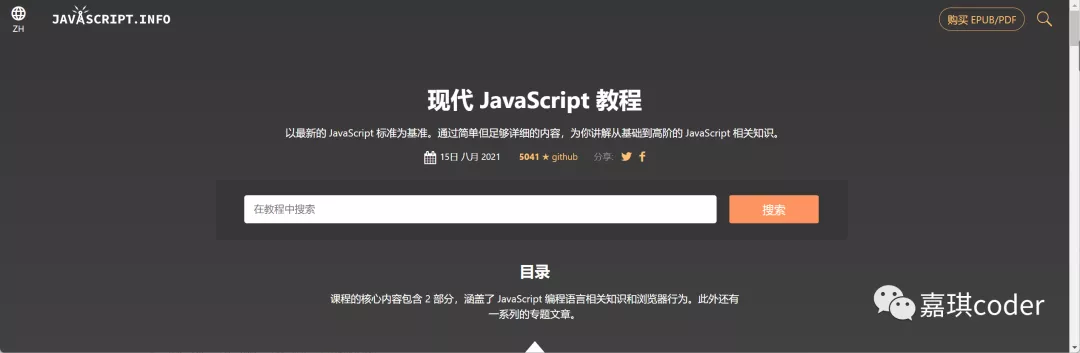 JAVASCRIPT.INFO
购买 EPUB/PDF
ZH
现代 JavaScript 教程
以最新的 JavaScript 标准为基准。通过简单但足够详细的内容，为你讲解从基础到高阶的 JavaScript 相关知识。
15日 八月 2021 5041 ★ github 分享:
在教程中搜索 搜索
目录
课程的核心内容包含 2 部分，涵盖了 JavaScript 编程语言相关知识和浏览器行为。此外还有
一系列的专题文章。
嘉琪coder